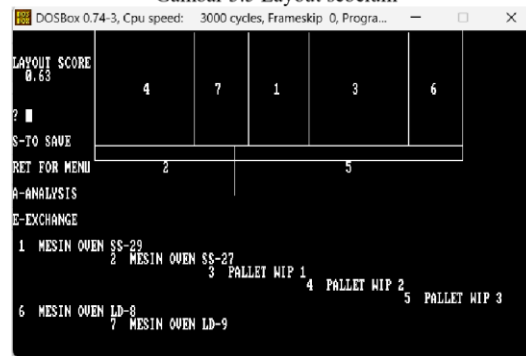 Gambar 3.3 Layout sebelum
DOSBox 0.74-3, Cpu speed: 3000 cycles, Frameskip 0, Progra...
LAYOUT SCORE
0.63
4 7 1 3 6
?
S-TO SAVE
RET FOR MENU
2 5
A-ANALYSIS
E-EXCHANGE
1 MESIN OVEN SS-29
2 MESIN OVEN SS-27
3 PALLET WIP 1
4 PALLET WIP 2
5 PALLET WIP 3
6 MESIN OVEN LD-8
7 MESIN OVEN LD-9